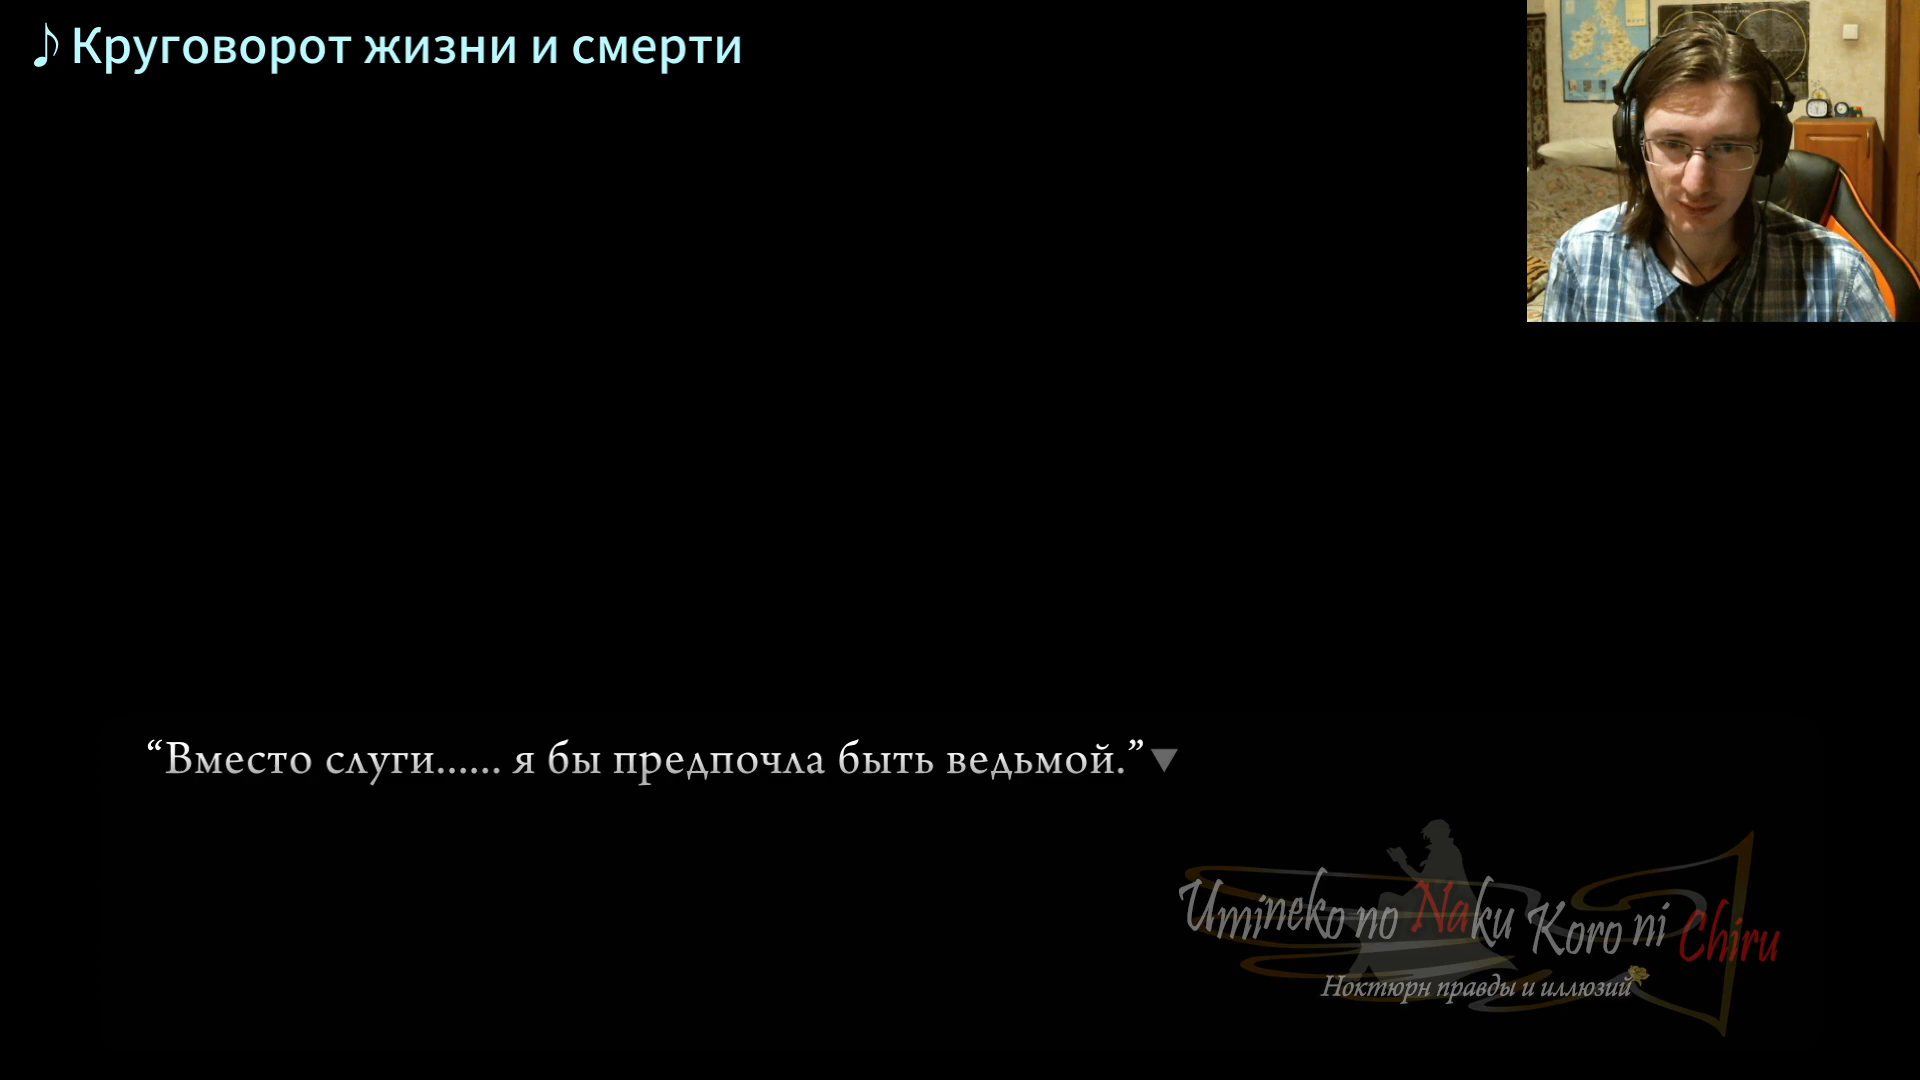 ♪ Круговорот жизни и смерти
“Вместо слуги...... я бы предпочла быть ведьмой.”
Umineko no Naku Koro ni Chiru
Ноктюрн правды и иллюзий